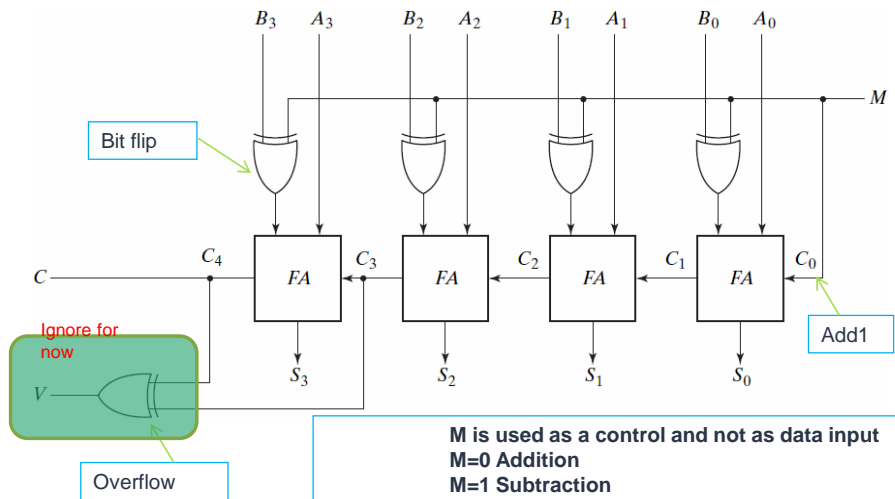 B3 A3 B2 A2 B1 A1 B0 A0
M
Bit flip
C4 C3 C2 C1 C0
C FA FA FA FA
Add1
Ignore for
now
S3 S2 S1 S0
V
M is used as a control and not as data input
M=0 Addition
M=1 Subtraction
Overflow